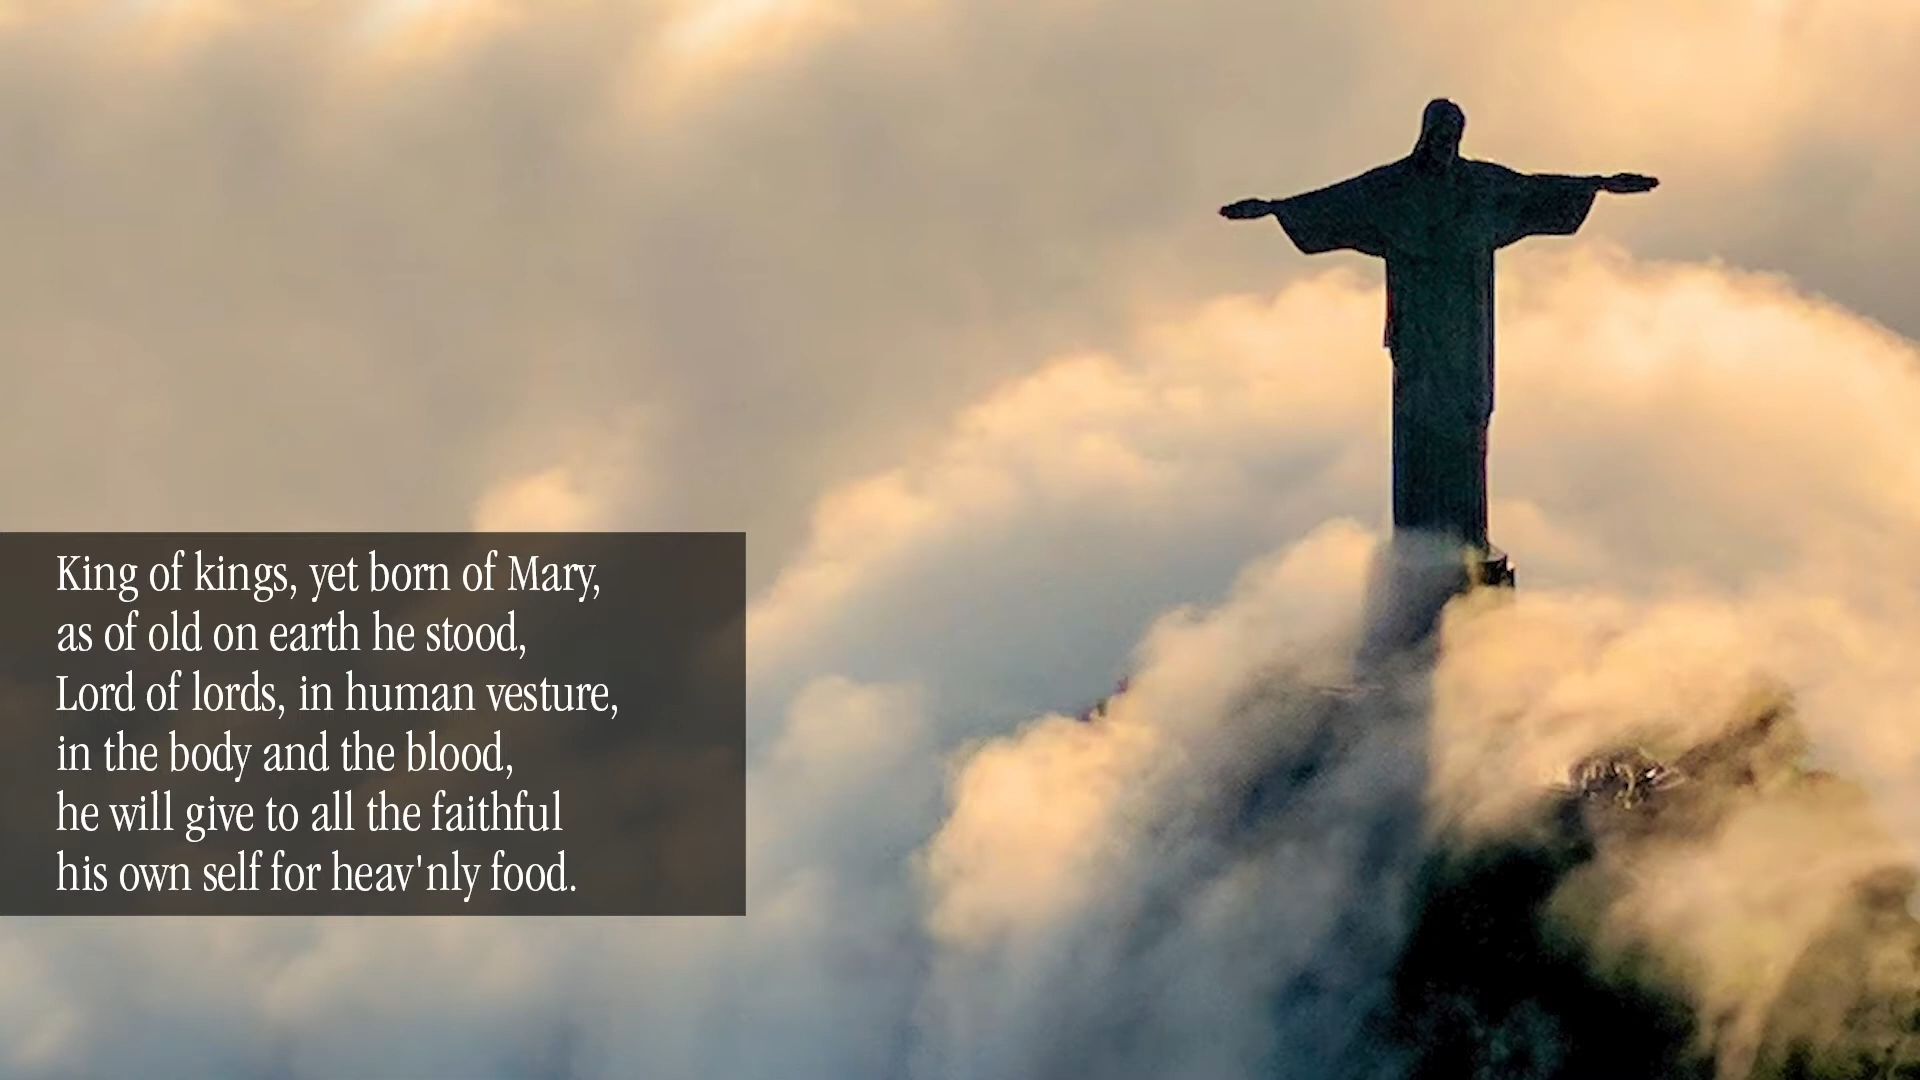 King of kings, yet born of Mary,
as of old on earth he stood,
Lord of lords, in human vesture,
in the body and the blood,
he will give to all the faithful
his own self for heav'nly food.